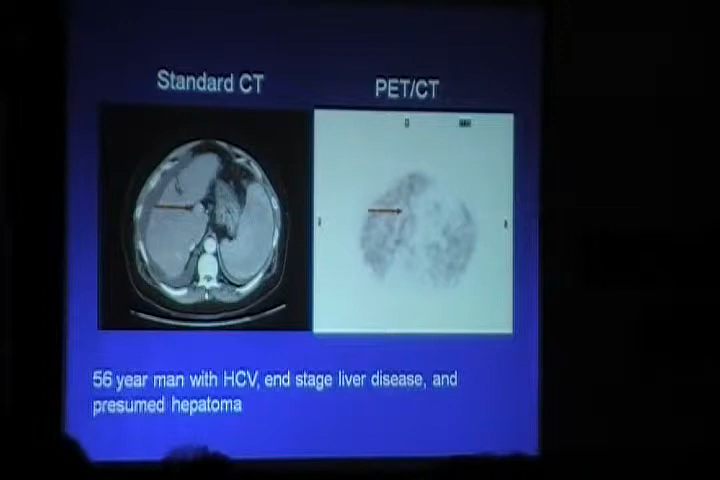 Standard CT
PET/CT
56 year man with HCV, end stage liver disease, and
presumed hepatoma